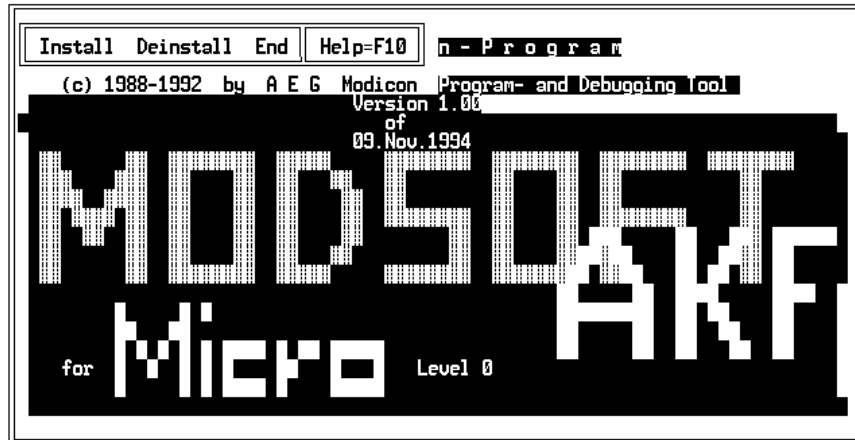 Install Deinstall End Help=F10 n - P r o g r a m
(c) 1988-1992 by A E G Modicon Program- and Debugging Tool
Version 1.00
of
09.Nov.1994
MODSOFT
AKF
for Micro Level 0